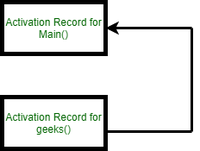 Activation Record for
Main()
Activation Record for
geeks()